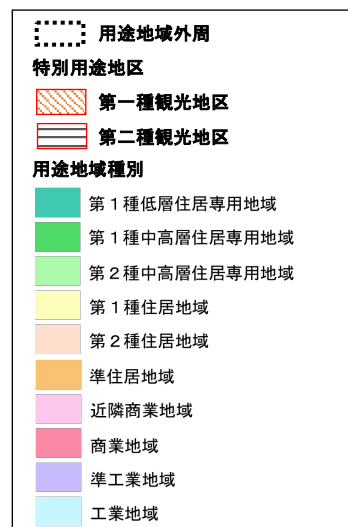 用途地域外周
特別用途地区
第一種観光地区
第二種観光地区
用途地域種別
第１種低層住居専用地域
第１種中高層住居専用地域
第２種中高層住居専用地域
第１種住居地域
第２種住居地域
準住居地域
近隣商業地域
商業地域
準工業地域
工業地域